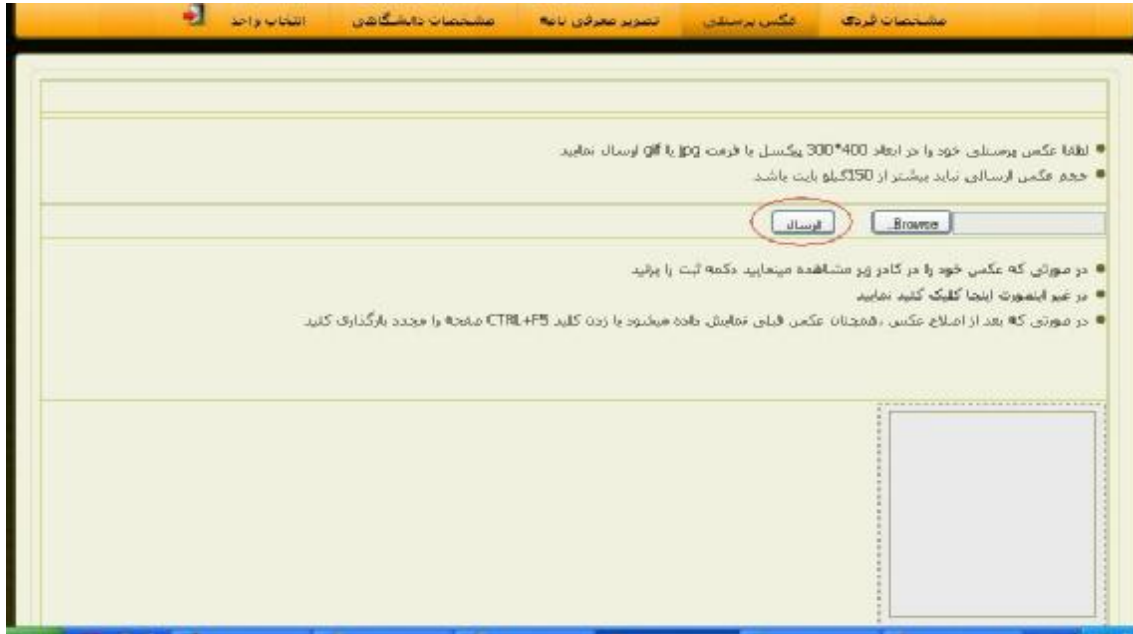 مشخصات فردی عکس پرسنلی تصویر معرفی نامه مشخصات دانشگاهی انتخاب واحد
لطفا عکس پرسنلی خود را در ابعاد 400*300 پیکسل با فرمت jpg یا gif ارسال نمایید
حجم عکس ارسالی نباید بیشتر از 150کیلو بایت باشد
Browse... ارسال
در صورتی که عکس خود را در کادر زیر مشاهده مینمایید دکمه ثبت را بزنید
در غیر اینصورت اینجا کلیک کنید نمایید
در صورتی که بعد از اصلاح عکس ،همچنان عکس قبلی نمایش داده میشود با زدن کلید CTRL+F5 صفحه را مجدد بارگذاری کنید